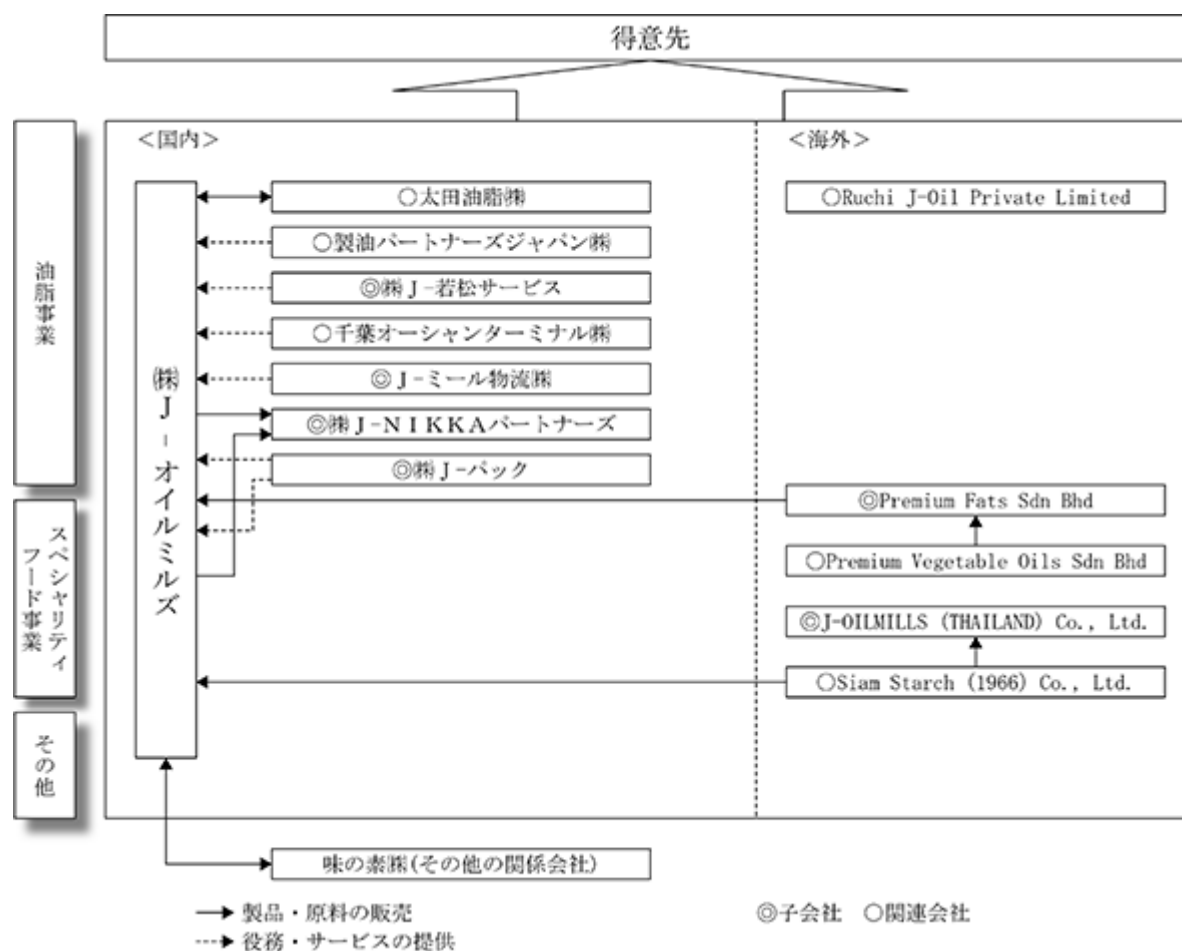 得意先
＜国内＞
＜海外＞
油脂事業
スペシャリティ
フード事業
その他
㈱J-オイルミルズ
○太田油脂㈱
○製油パートナーズジャパン㈱
◎㈱J-若松サービス
○千葉オーシャンターミナル㈱
◎J-ミール物流㈱
◎㈱J-NIKKAパートナーズ
◎㈱J-パック
○Ruchi J-Oil Private Limited
◎Premium Fats Sdn Bhd
○Premium Vegetable Oils Sdn Bhd
◎J-OILMILLS (THAILAND) Co., Ltd.
○Siam Starch (1966) Co., Ltd.
味の素㈱(その他の関係会社)
製品・原料の販売
役務・サービスの提供
◎子会社 ○関連会社